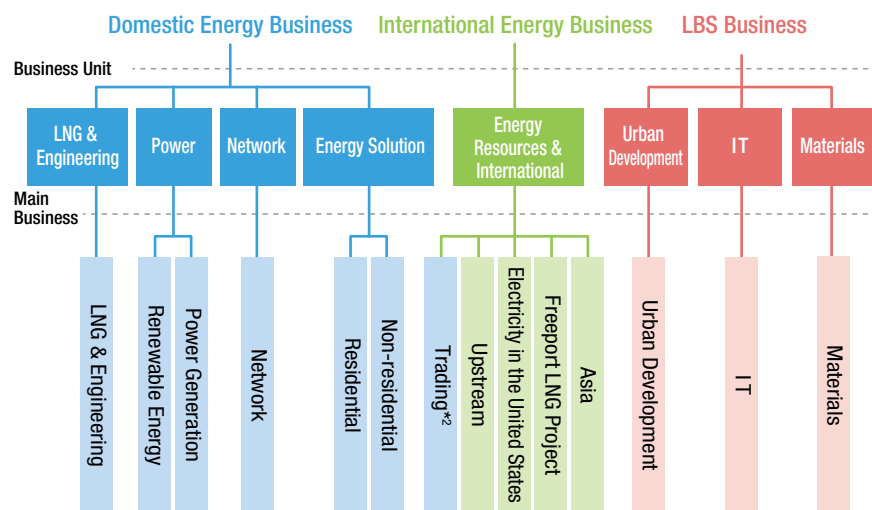 Domestic Energy Business
International Energy Business
LBS Business
Business Unit
LNG &
Engineering
Power
Network
Energy Solution
Energy
Resources &
International
Urban
Development
IT
Materials
Main
Business
LNG & Engineering
Renewable Energy
Power Generation
Network
Residential
Non-residential
Trading*2
Upstream
Electricity in the United States
Freeport LNG Project
Asia
Urban Development
IT
Materials